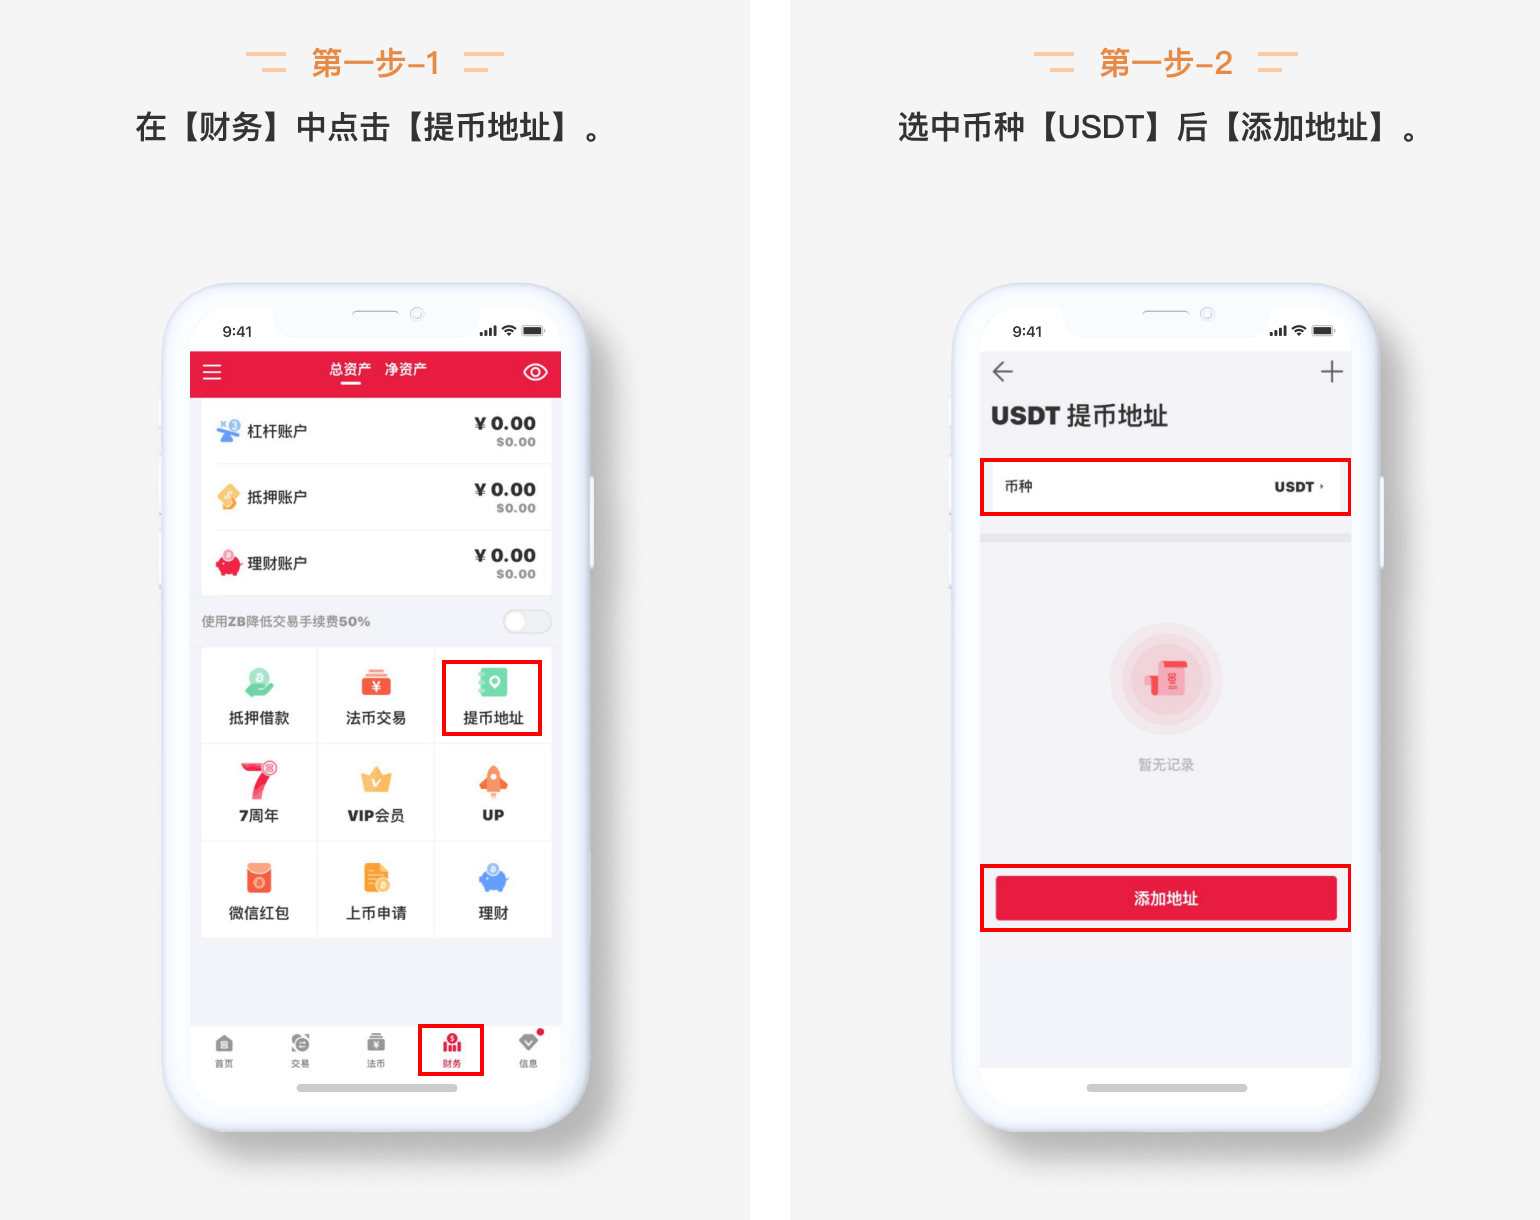 第一步-1
在【财务】中点击【提币地址】。
9:41
总资产 净资产
杠杆账户
¥ 0.00
$0.00
抵押账户
¥ 0.00
$0.00
理财账户
¥ 0.00
$0.00
使用ZB降低交易手续费50%
抵押借款 法币交易 提币地址
7周年 VIP会员 UP
微信红包 上币申请 理财
首页 交易 法币 财务 信息
第一步-2
选中币种【USDT】后【添加地址】。
9:41
USDT 提币地址
币种 USDT
暂无记录
添加地址